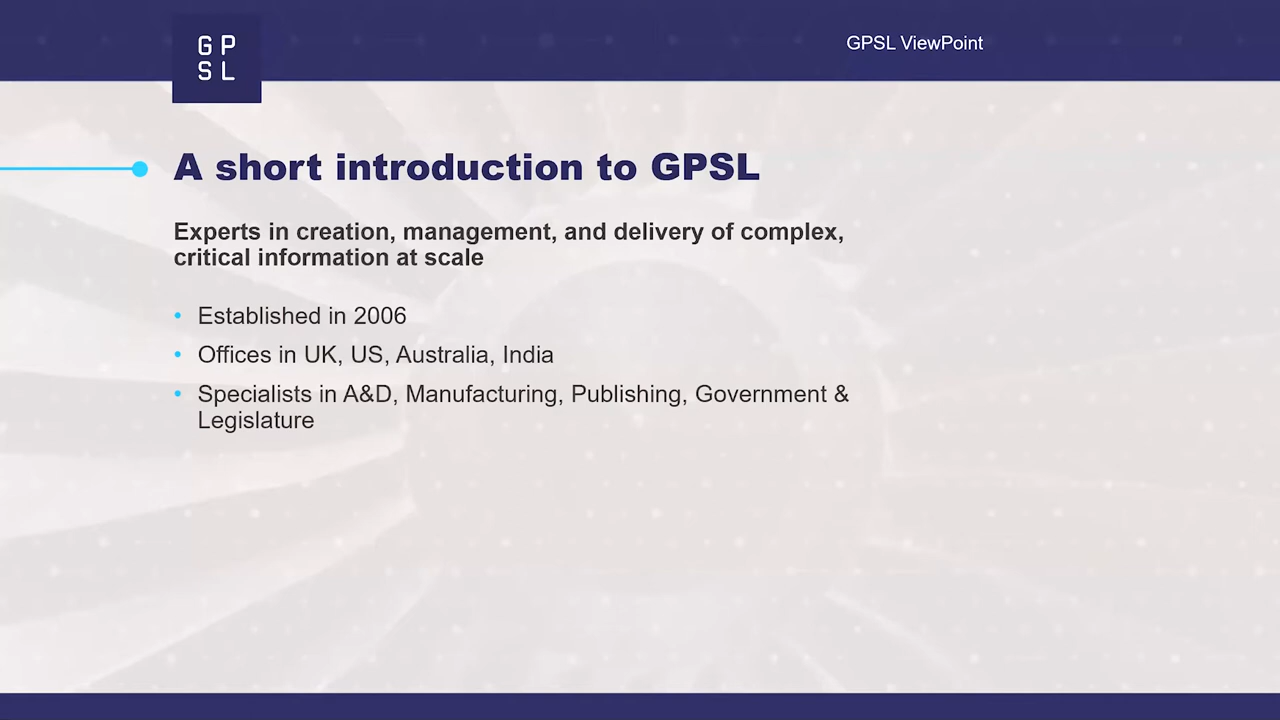 G P
S L
GPSL ViewPoint
A short introduction to GPSL
Experts in creation, management, and delivery of complex,
critical information at scale
• Established in 2006
• Offices in UK, US, Australia, India
• Specialists in A&D, Manufacturing, Publishing, Government &
Legislature